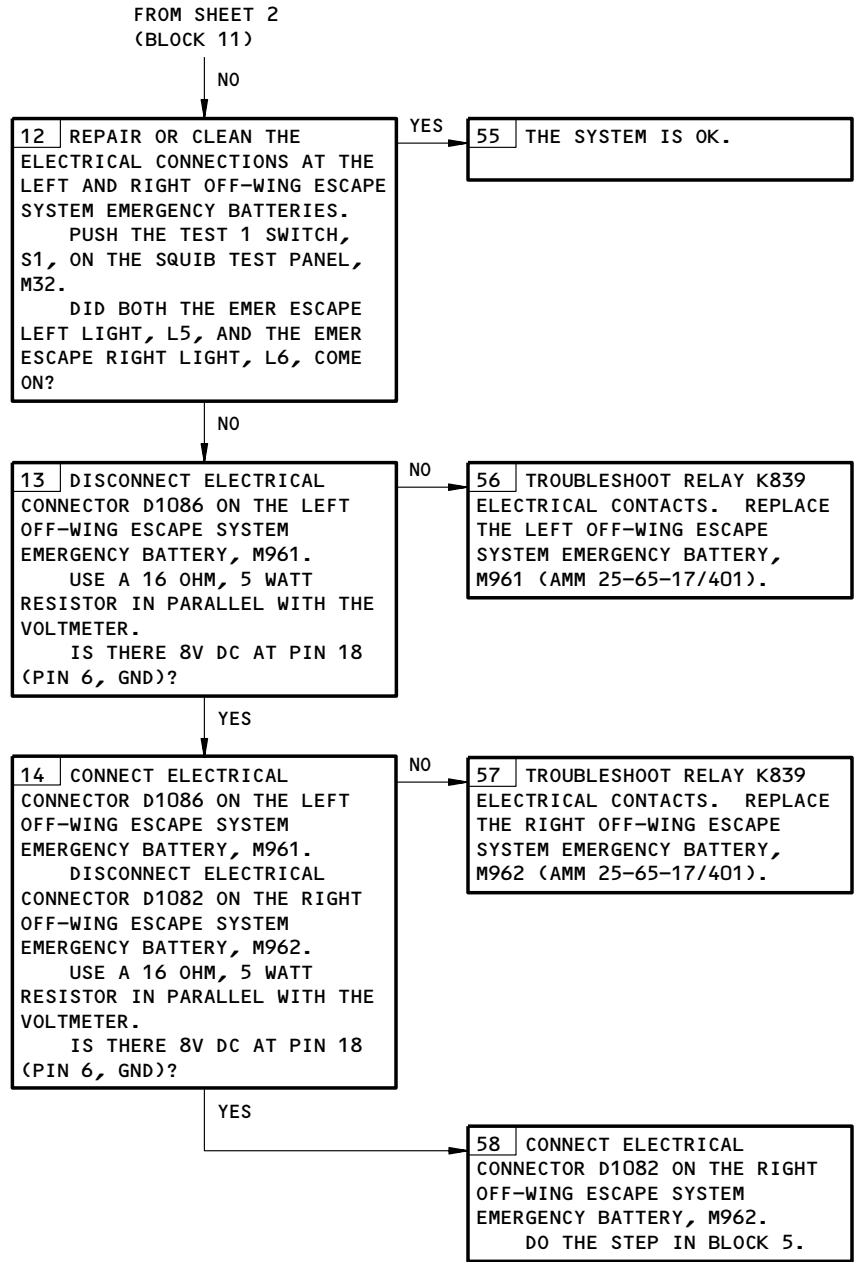 FROM SHEET 2
(BLOCK 11)
NO
12 REPAIR OR CLEAN THE
ELECTRICAL CONNECTIONS AT THE
LEFT AND RIGHT OFF-WING ESCAPE
SYSTEM EMERGENCY BATTERIES.
PUSH THE TEST 1 SWITCH,
S1, ON THE SQUIB TEST PANEL,
M32.
DID BOTH THE EMER ESCAPE
LEFT LIGHT, L5, AND THE EMER
ESCAPE RIGHT LIGHT, L6, COME
ON?
YES
55 THE SYSTEM IS OK.
NO
13 DISCONNECT ELECTRICAL
CONNECTOR D1086 ON THE LEFT
OFF-WING ESCAPE SYSTEM
EMERGENCY BATTERY, M961.
USE A 16 OHM, 5 WATT
RESISTOR IN PARALLEL WITH THE
VOLTMETER.
IS THERE 8V DC AT PIN 18
(PIN 6, GND)?
NO
56 TROUBLESHOOT RELAY K839
ELECTRICAL CONTACTS. REPLACE
THE LEFT OFF-WING ESCAPE
SYSTEM EMERGENCY BATTERY,
M961 (AMM 25-65-17/401).
YES
14 CONNECT ELECTRICAL
CONNECTOR D1086 ON THE LEFT
OFF-WING ESCAPE SYSTEM
EMERGENCY BATTERY, M961.
DISCONNECT ELECTRICAL
CONNECTOR D1082 ON THE RIGHT
OFF-WING ESCAPE SYSTEM
EMERGENCY BATTERY, M962.
USE A 16 OHM, 5 WATT
RESISTOR IN PARALLEL WITH THE
VOLTMETER.
IS THERE 8V DC AT PIN 18
(PIN 6, GND)?
NO
57 TROUBLESHOOT RELAY K839
ELECTRICAL CONTACTS. REPLACE
THE RIGHT OFF-WING ESCAPE
SYSTEM EMERGENCY BATTERY,
M962 (AMM 25-65-17/401).
YES
58 CONNECT ELECTRICAL
CONNECTOR D1082 ON THE RIGHT
OFF-WING ESCAPE SYSTEM
EMERGENCY BATTERY, M962.
DO THE STEP IN BLOCK 5.